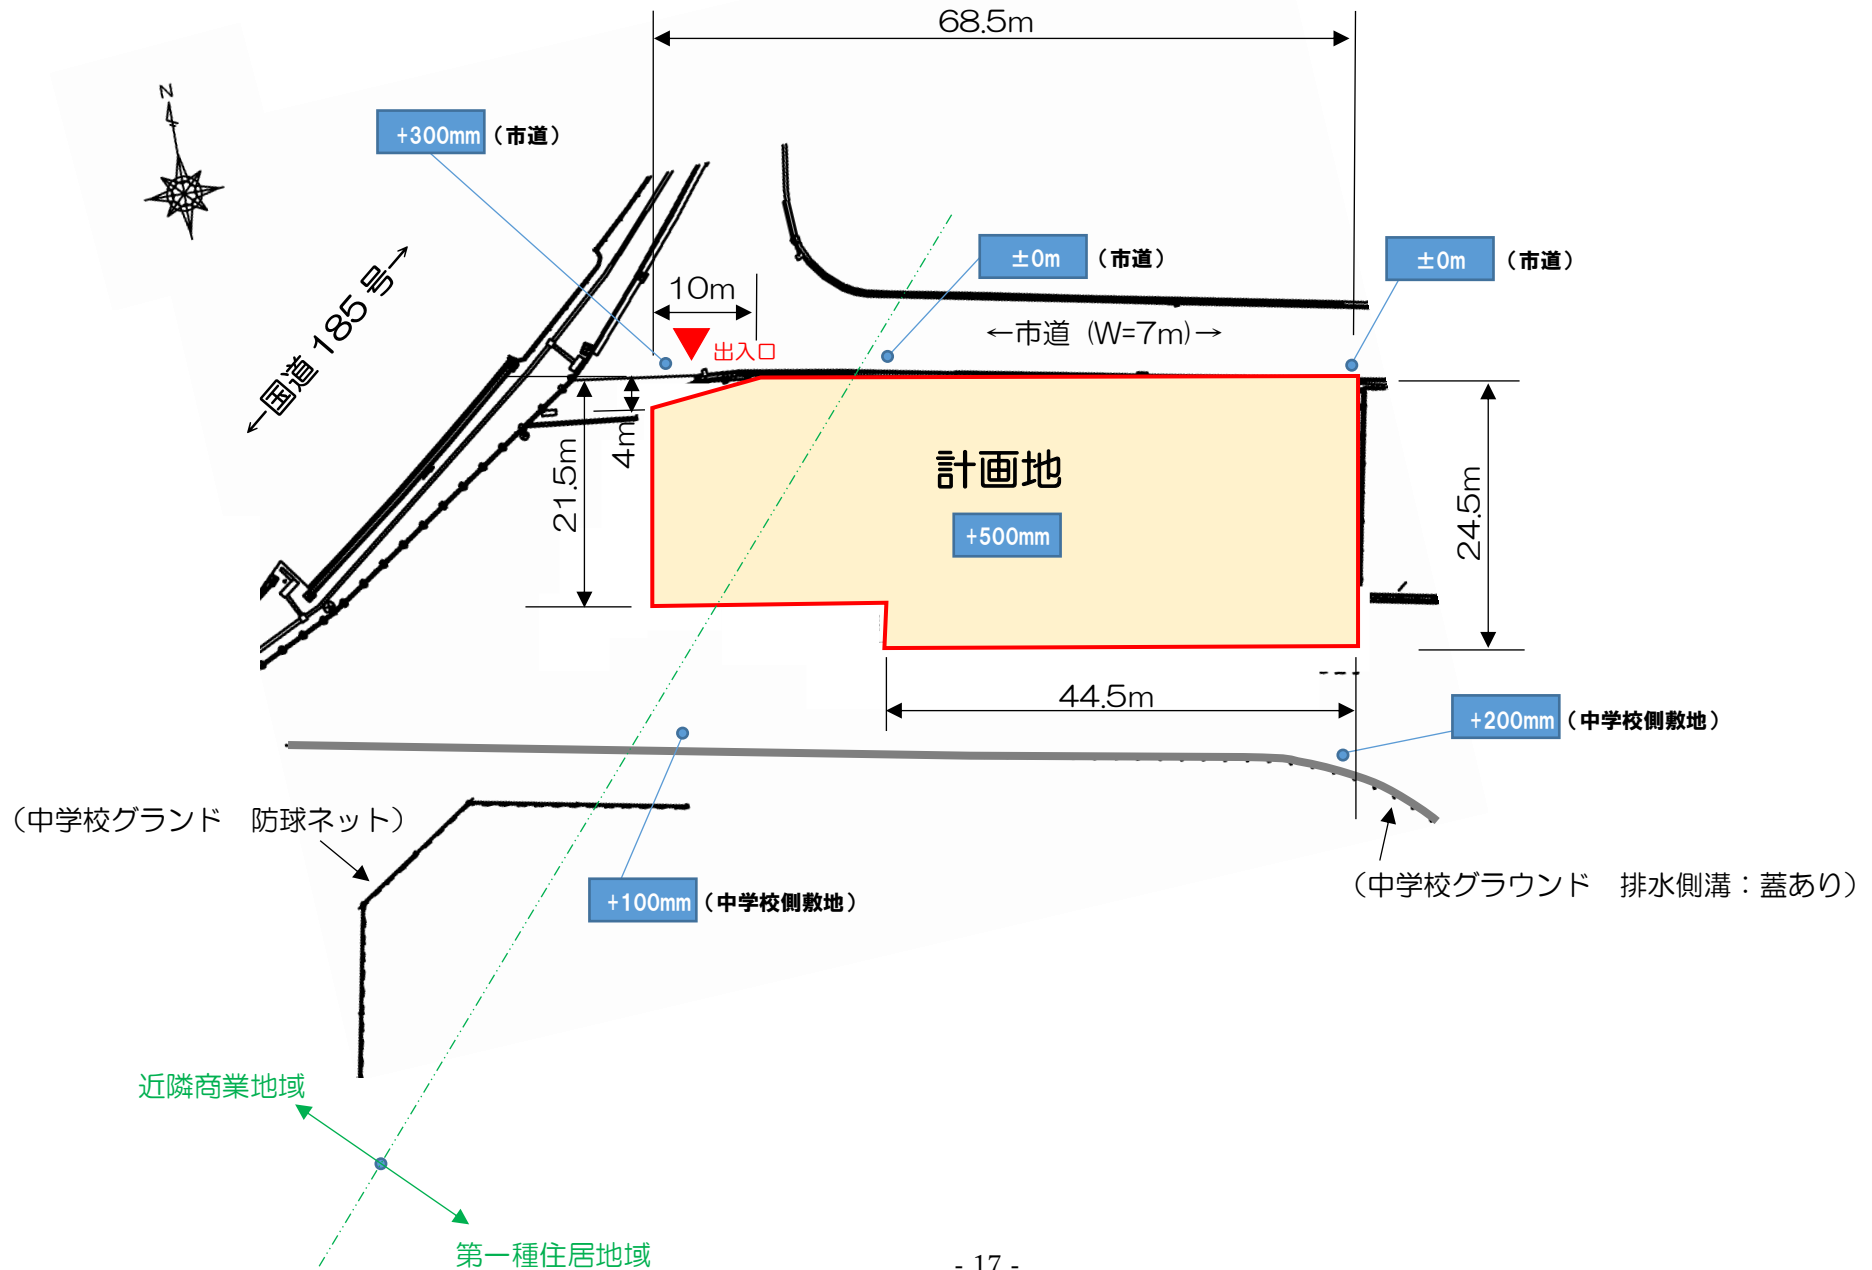 68.5m
N
+300mm（市道）
±0m（市道）
±0m（市道）
10m
←国道 185 号→
←市道 (W=7m)→
出入口
4m
21.5m
計画地
+500mm
24.5m
44.5m
+200mm（中学校側敷地）
（中学校グランド　防球ネット）
（中学校グラウンド　排水側溝：蓋あり）
+100mm（中学校側敷地）
近隣商業地域
第一種住居地域
- 17 -